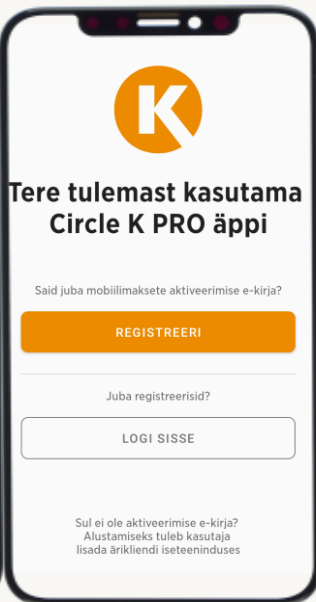 K
Tere tulemast kasutama
Circle K PRO äppi
Said juba mobiilimaksete aktiveerimise e-kirja?
REGISTREERI
Juba registreerisid?
LOGI SISSE
Sul ei ole aktiveerimise e-kirja?
Alustamiseks tuleb kasutaja
lisada ärikliendi iseteeninduses